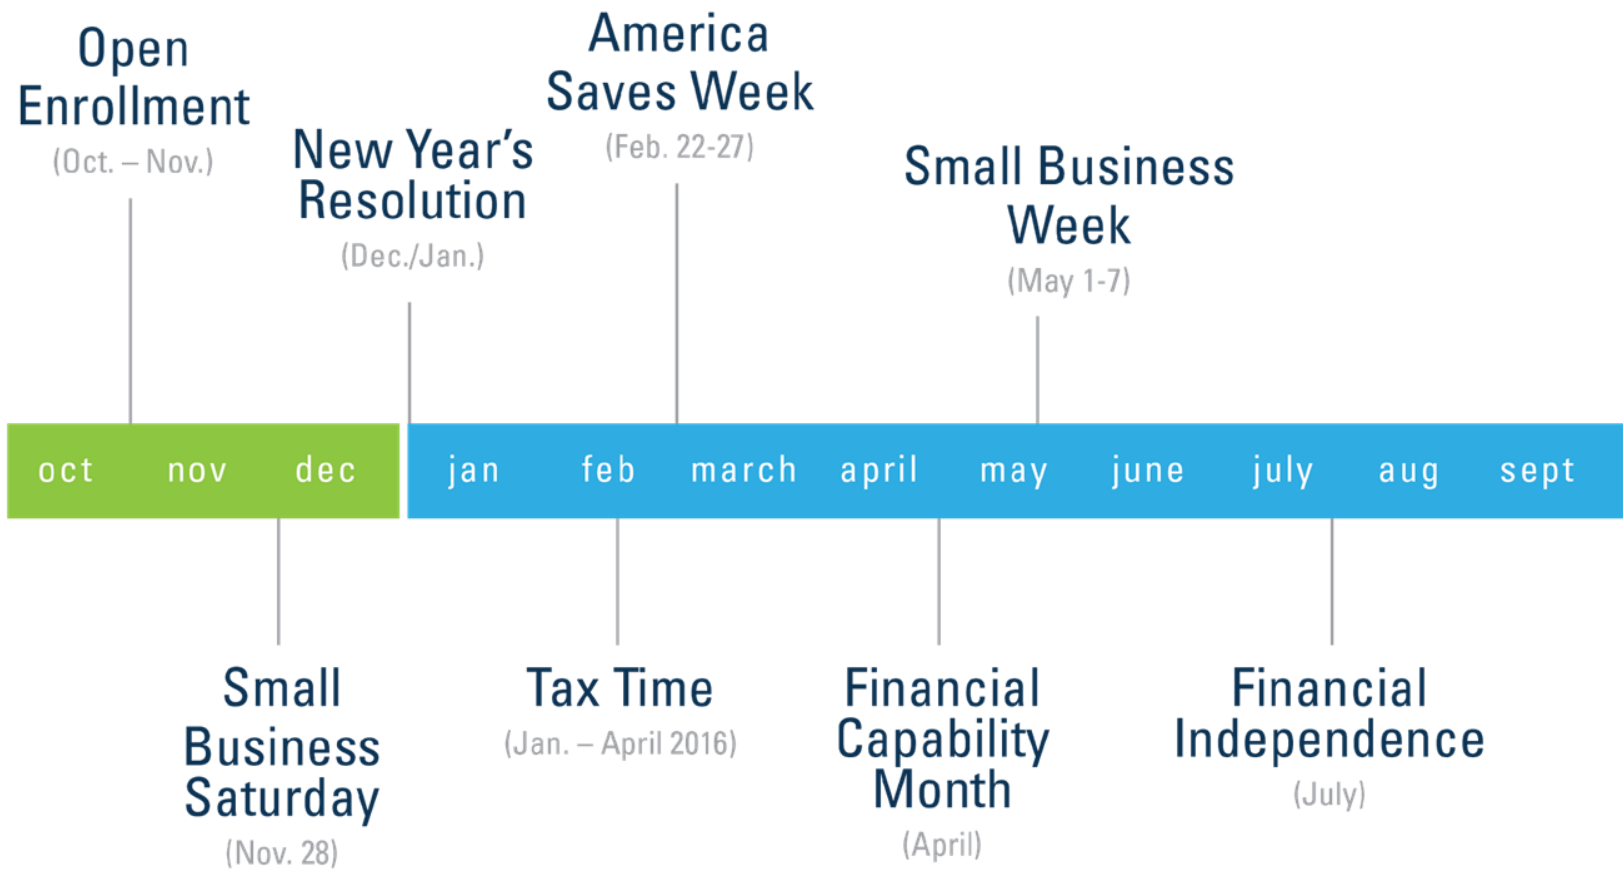 Open
Enrollment
(Oct. – Nov.)
New Year's
Resolution
(Dec./Jan.)
America
Saves Week
(Feb. 22-27)
Small Business
Week
(May 1-7)
oct nov dec jan feb march april may june july aug sept
Small
Business
Saturday
(Nov. 28)
Tax Time
(Jan. – April 2016)
Financial
Capability
Month
(April)
Financial
Independence
(July)